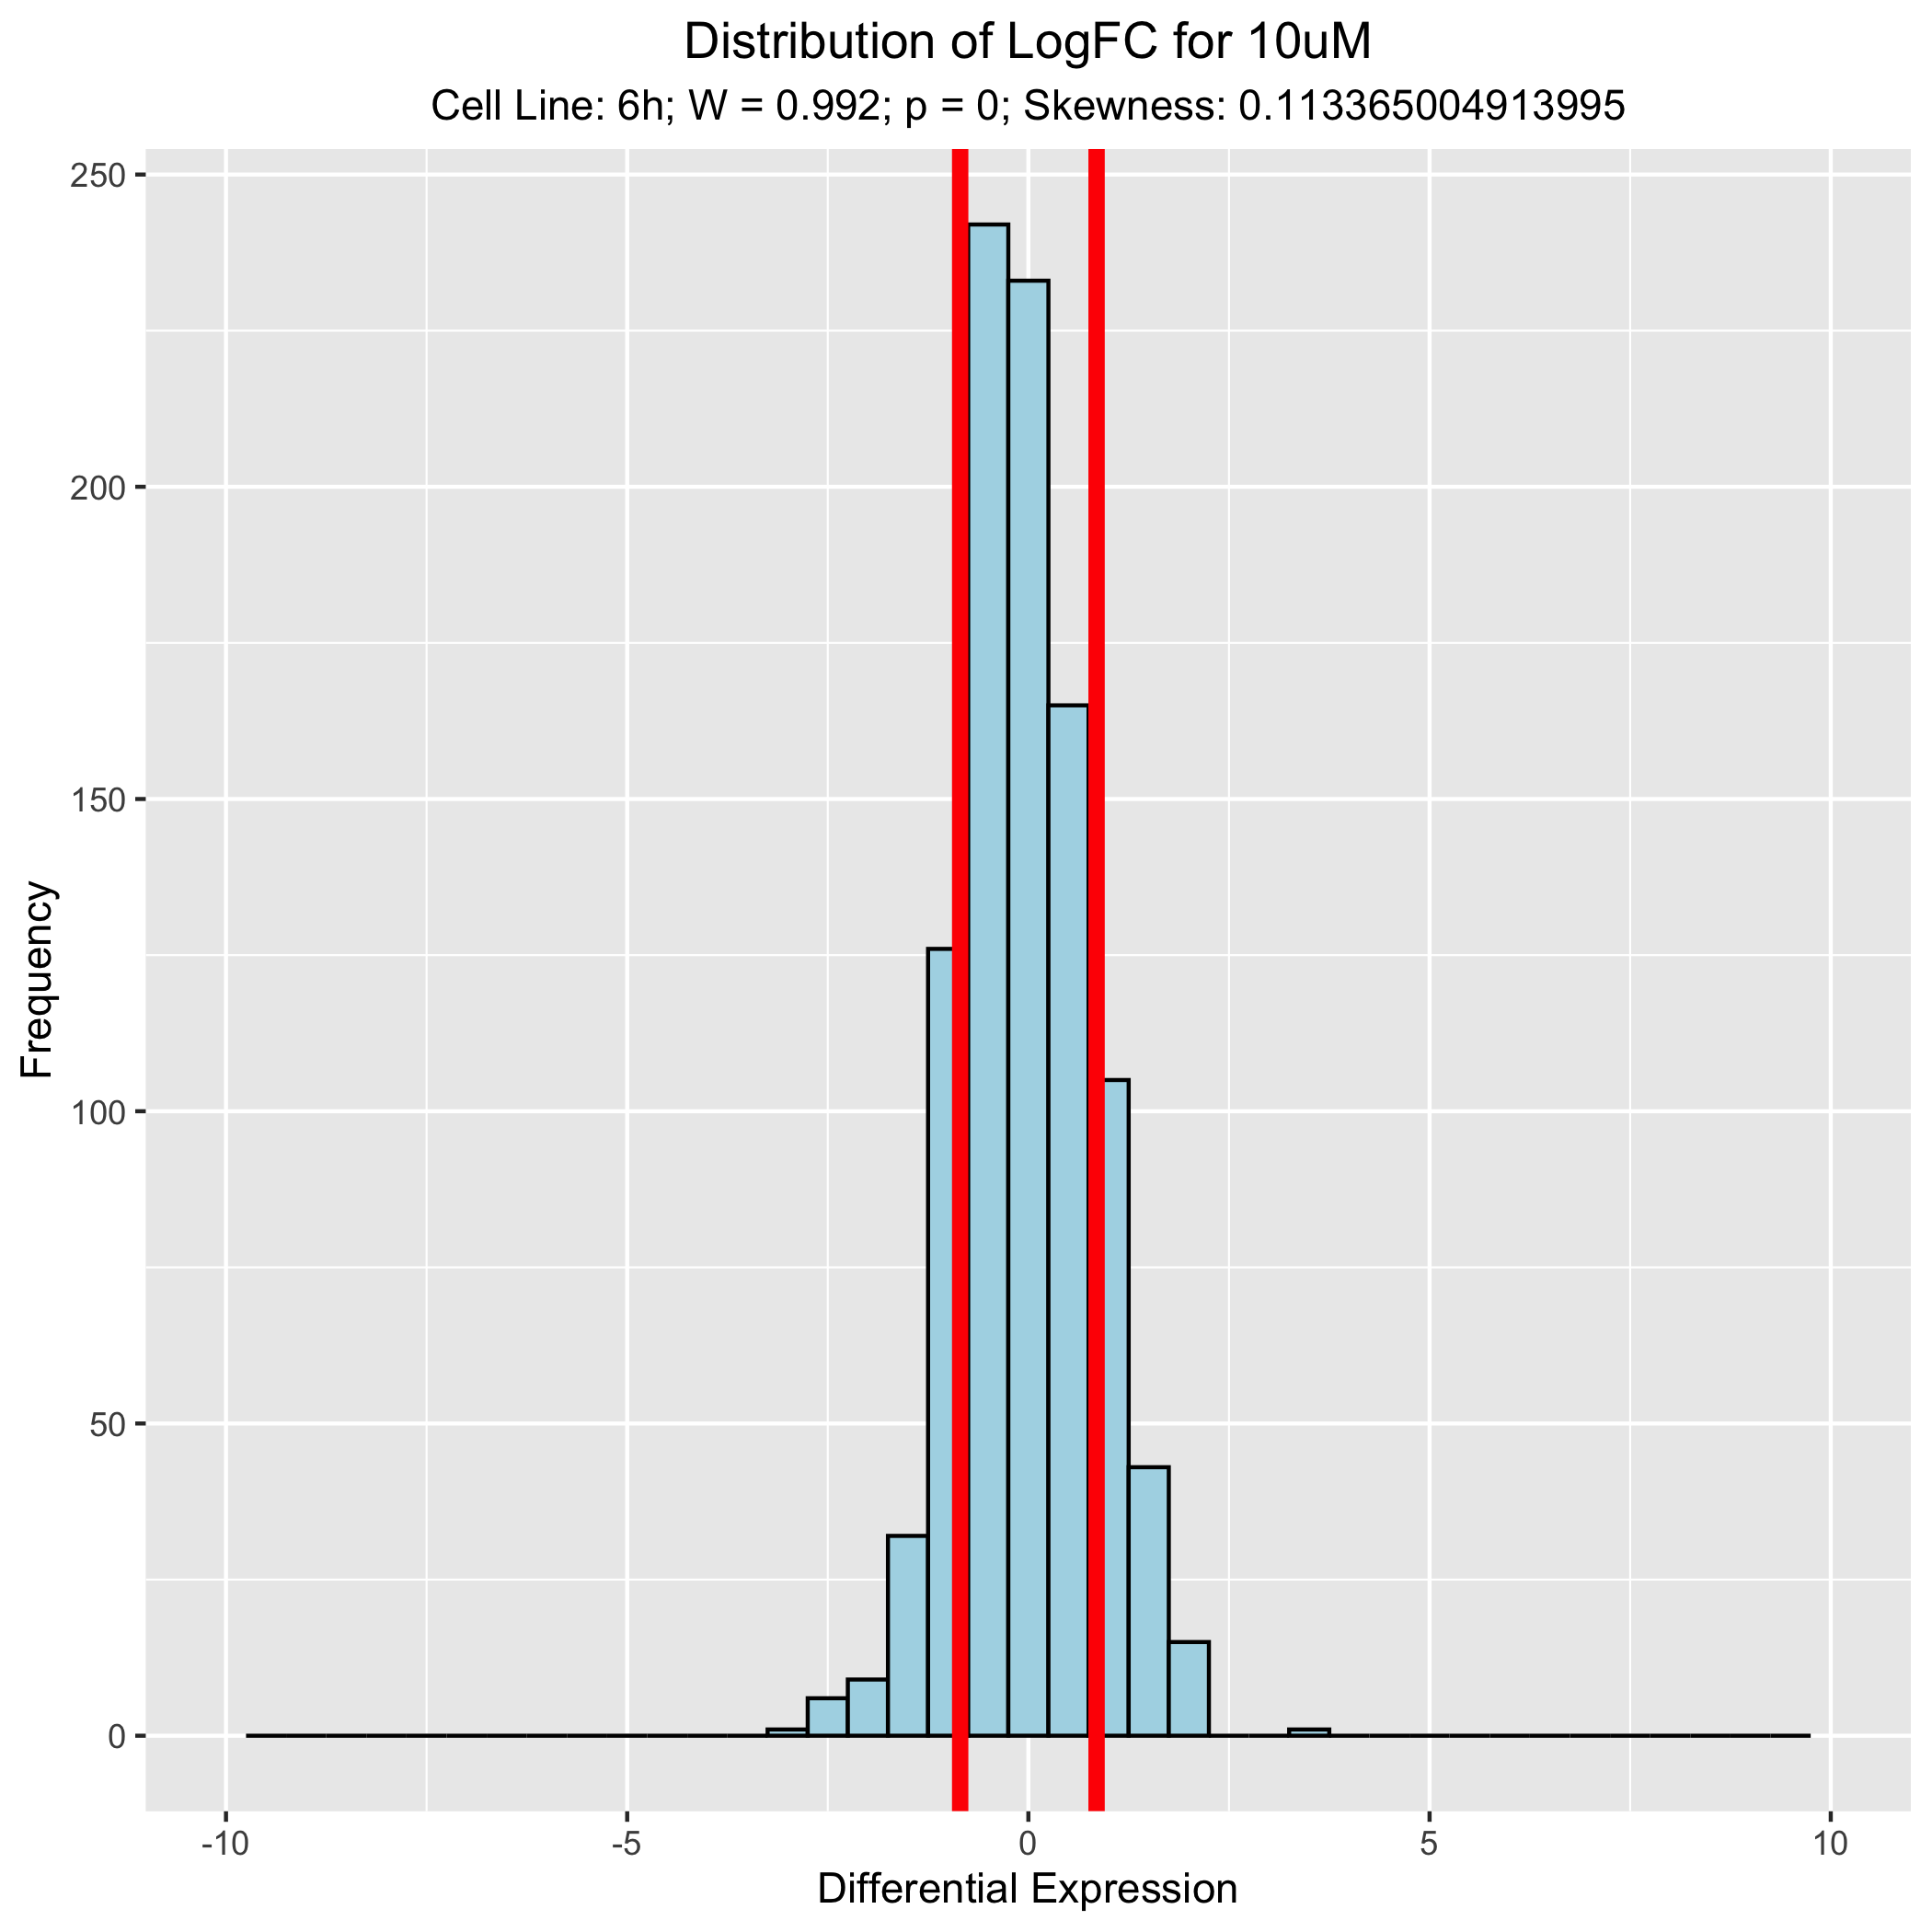 Distribution of LogFC for 10uM
Cell Line: 6h; W = 0.992; p = 0; Skewness: 0.113365004913995
250
200
150
100
50
0
Frequency
-10
-5
0
5
10
Differential Expression